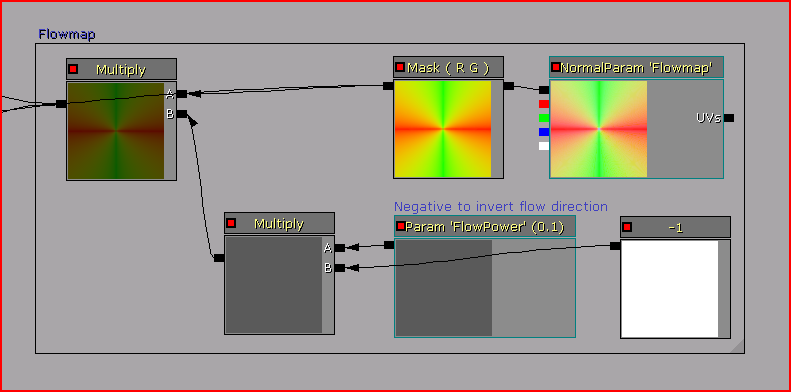 Flowmap
Multiply
Mask ( R G )
NormalParam 'Flowmap'
A
B
UVs
Negative to invert flow direction
Multiply
Param 'FlowPower' (0.1)
-1
A
B